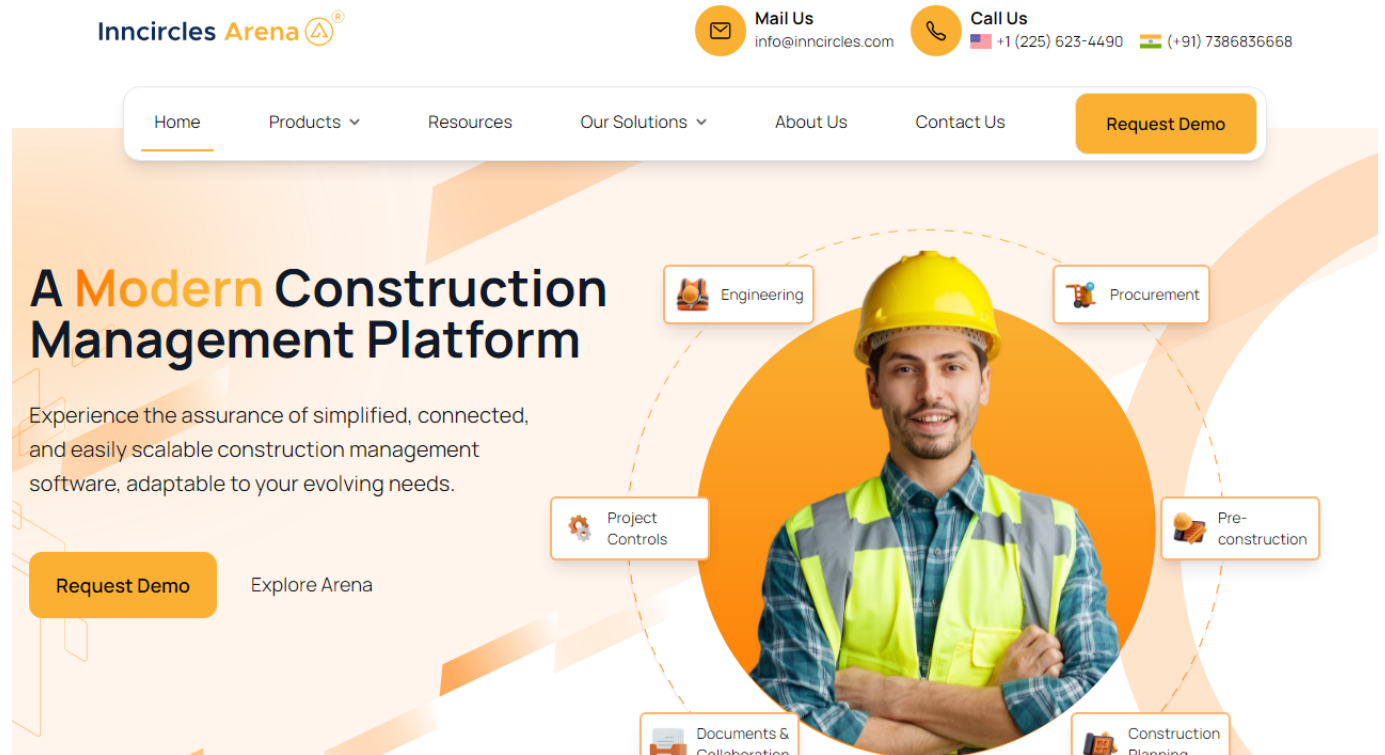 Inncircles Arena ®
Mail Us
info@inncircles.com
Call Us
+1 (225) 623-4490 (+91) 7386836668
Home Products Resources Our Solutions About Us Contact Us Request Demo
A Modern Construction
Management Platform
Experience the assurance of simplified, connected,
and easily scalable construction management
software, adaptable to your evolving needs.
Request Demo Explore Arena
Engineering
Procurement
Project
Controls
Pre-
construction
Documents &
Collaboration
Construction
Planning